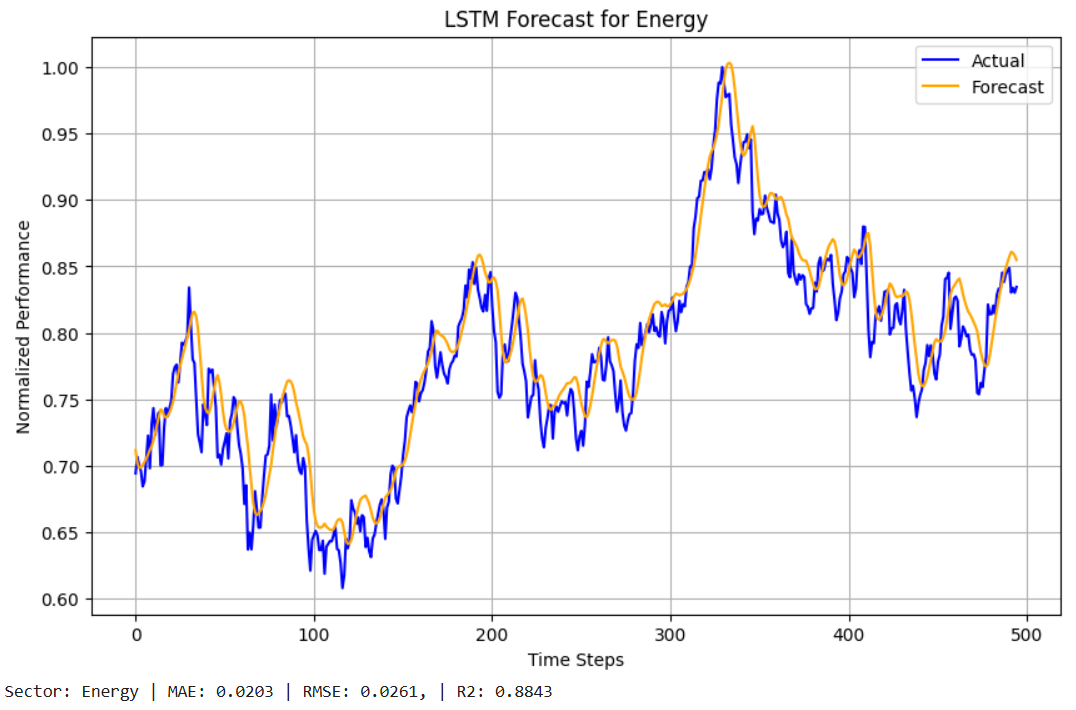 LSTM Forecast for Energy
Actual
Forecast
Normalized Performance
1.00
0.95
0.90
0.85
0.80
0.75
0.70
0.65
0.60
0 100 200 300 400 500
Time Steps
Sector: Energy | MAE: 0.0203 | RMSE: 0.0261, | R2: 0.8843